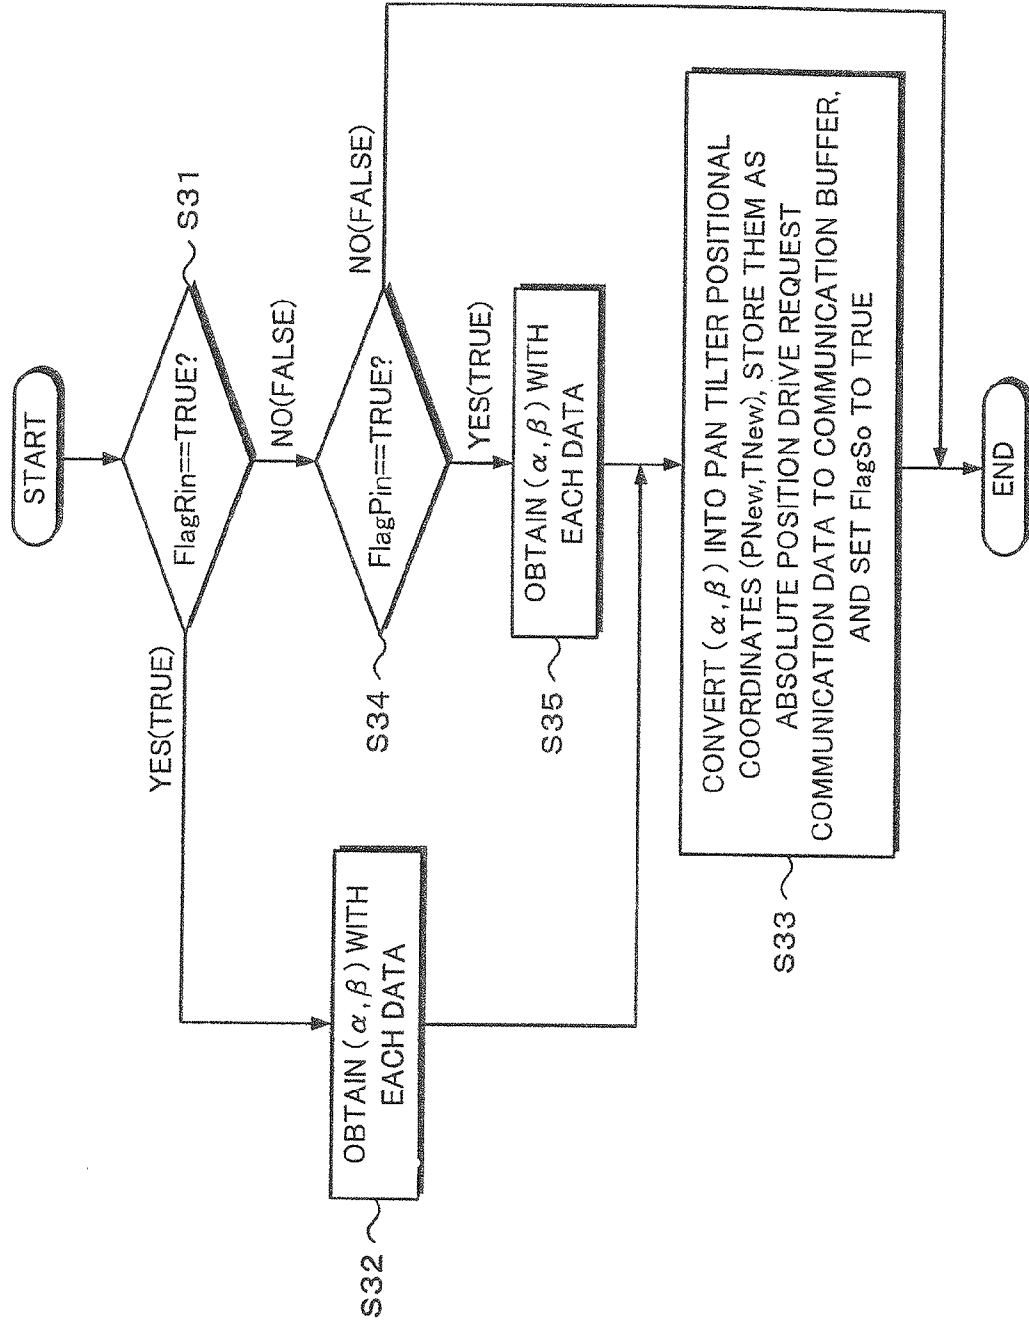 START
FlagRin==TRUE?
S31
YES(TRUE)
NO(FALSE)
S32
OBTAIN (α,β) WITH
EACH DATA
S34
FlagPin==TRUE?
NO(FALSE)
YES(TRUE)
S35
OBTAIN (α,β) WITH
EACH DATA
S33
CONVERT (α,β) INTO PAN TILTER POSITIONAL
COORDINATES (PNew,TNew), STORE THEM AS
ABSOLUTE POSITION DRIVE REQUEST
COMMUNICATION DATA TO COMMUNICATION BUFFER,
AND SET FlagSo TO TRUE
END